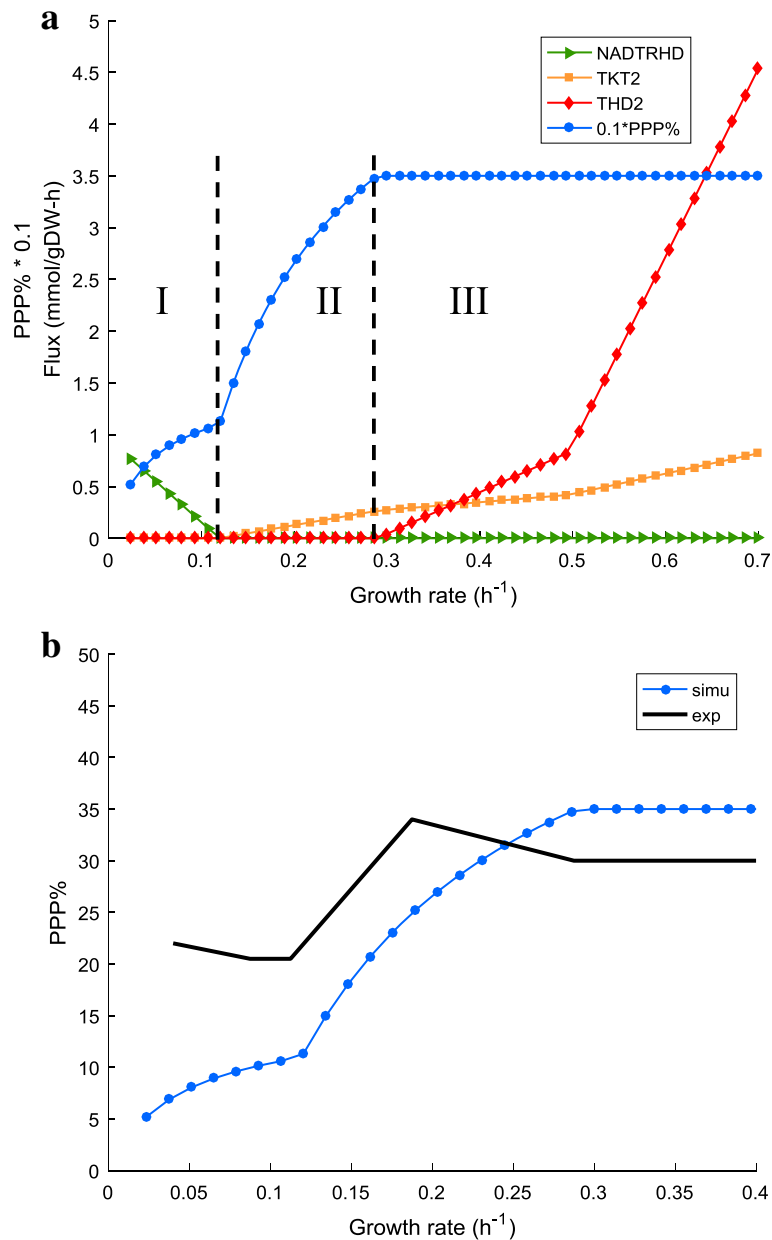 a
5
4.5
4
3.5
3
2.5
2
1.5
1
0.5
0
PPP% * 0.1
Flux (mmol/gDW-h)
NADTRHD
TKT2
THD2
0.1*PPP%
I
II
III
0 0.1 0.2 0.3 0.4 0.5 0.6 0.7
Growth rate (h-1)
b
50
45
40
35
30
25
20
15
10
5
0
PPP%
simu
exp
0 0.05 0.1 0.15 0.2 0.25 0.3 0.35 0.4
Growth rate (h-1)